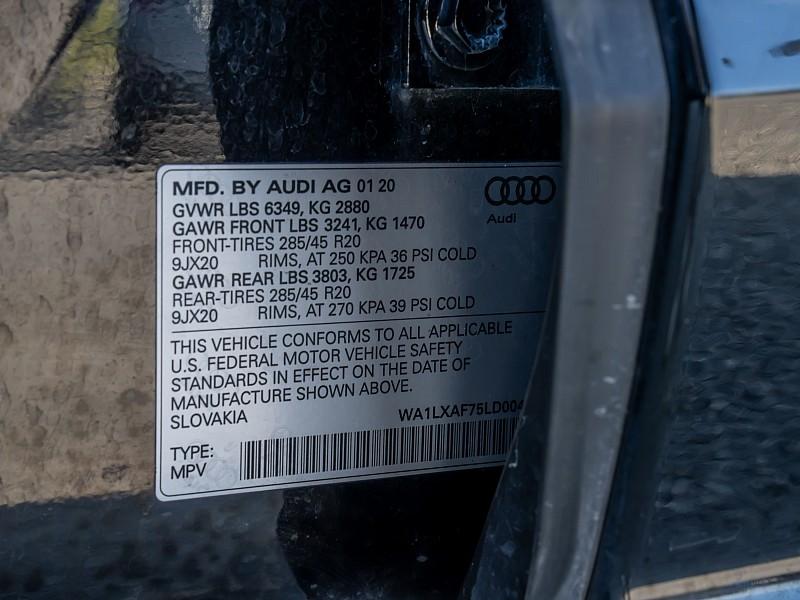 MFD. BY AUDI AG 01 20
GVWR LBS 6349, KG 2880
GAWR FRONT LBS 3241, KG 1470
FRONT-TIRES 285/45 R20
9JX20 RIMS, AT 250 KPA 36 PSI COLD
GAWR REAR LBS 3803, KG 1725
REAR-TIRES 285/45 R20
9JX20 RIMS, AT 270 KPA 39 PSI COLD
Audi
THIS VEHICLE CONFORMS TO ALL APPLICABLE
U.S. FEDERAL MOTOR VEHICLE SAFETY
STANDARDS IN EFFECT ON THE DATE OF
MANUFACTURE SHOWN ABOVE.
SLOVAKIA WA1LXAF75LD004
TYPE:
MPV